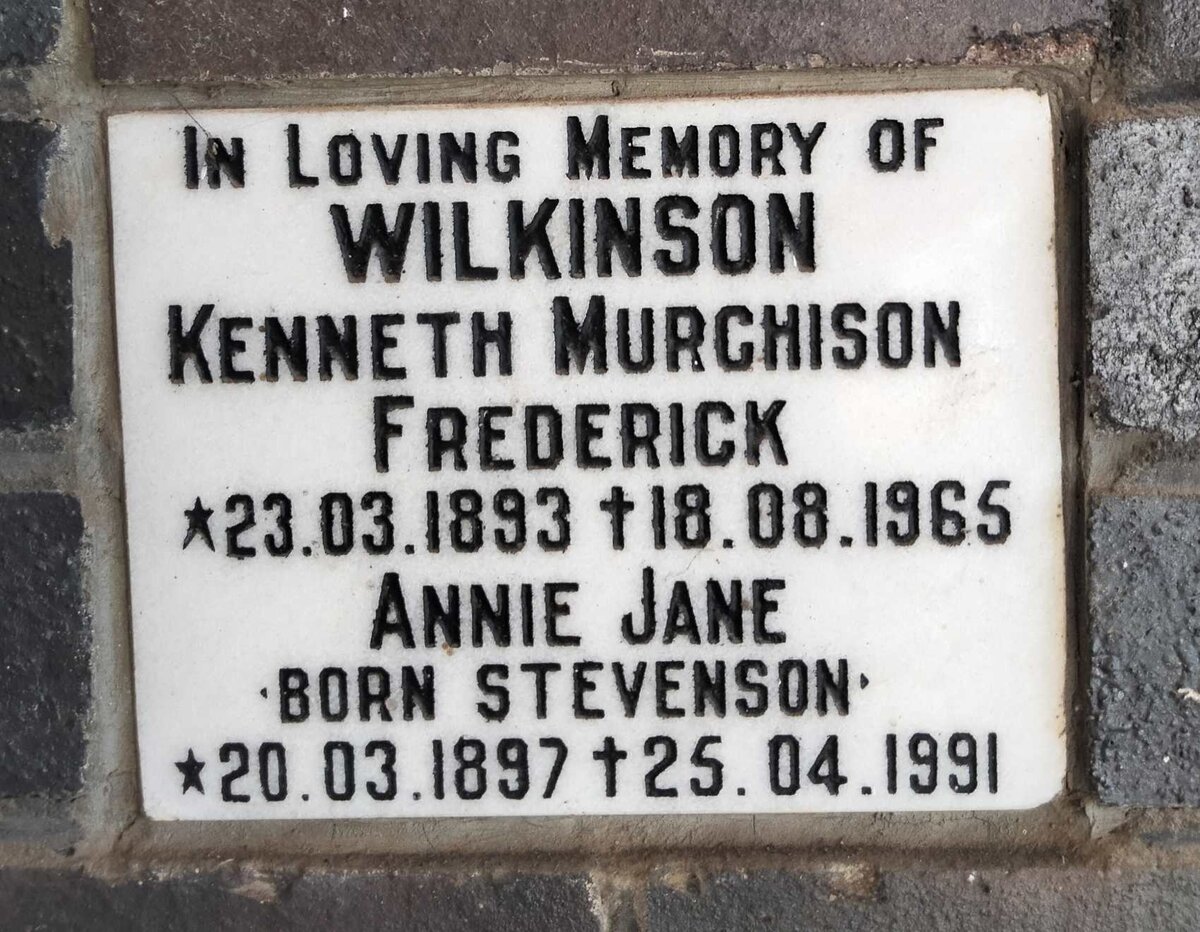 In Loving Memory of
WILKINSON
Kenneth Murchison
Frederick
★23.03.1893 ✝18.08.1965
Annie Jane
·BORN STEVENSON·
★20.03.1897 ✝25.04.1991